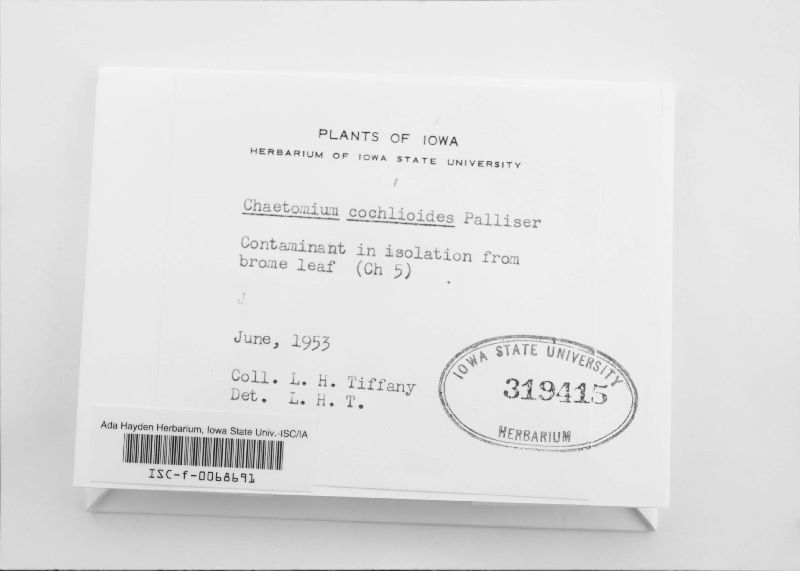 PLANTS OF IOWA
HERBARIUM OF IOWA STATE UNIVERSITY
Chaetomium cochlioides Palliser
Contaminant in isolation from
brome leaf (Ch 5)
J
June, 1953
Coll. L. H. Tiffany
Det. L. H. T.
IOWA STATE UNIVERSITY
319415
HERBARIUM
Ada Hayden Herbarium, Iowa State Univ.-ISC/IA
ISC-f-0068691